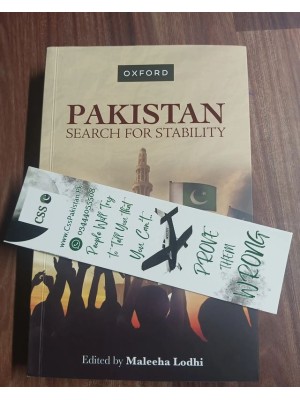 OXFORD
PAKISTAN
SEARCH FOR STABILITY
CSS
www.CssPakistan.Pk
03444055508
People Will Try
to Tell You that
You Can't...
PROVE
THEM
WRONG
Edited by Maleeha Lodhi